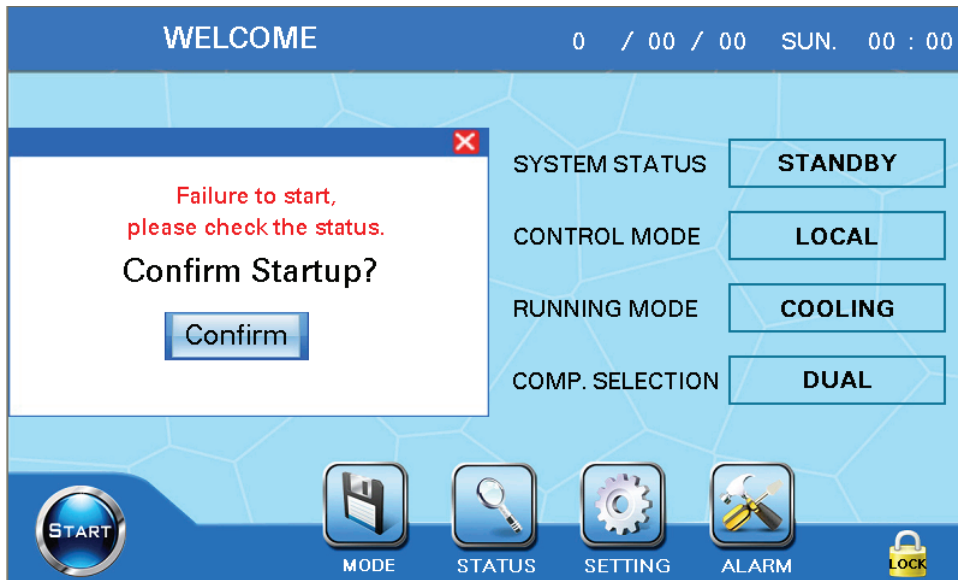 WELCOME 0 / 00 / 00 SUN. 00 : 00
Failure to start,
please check the status.
Confirm Startup?
Confirm
SYSTEM STATUS STANDBY
CONTROL MODE LOCAL
RUNNING MODE COOLING
COMP. SELECTION DUAL
START
MODE STATUS SETTING ALARM
LOCK